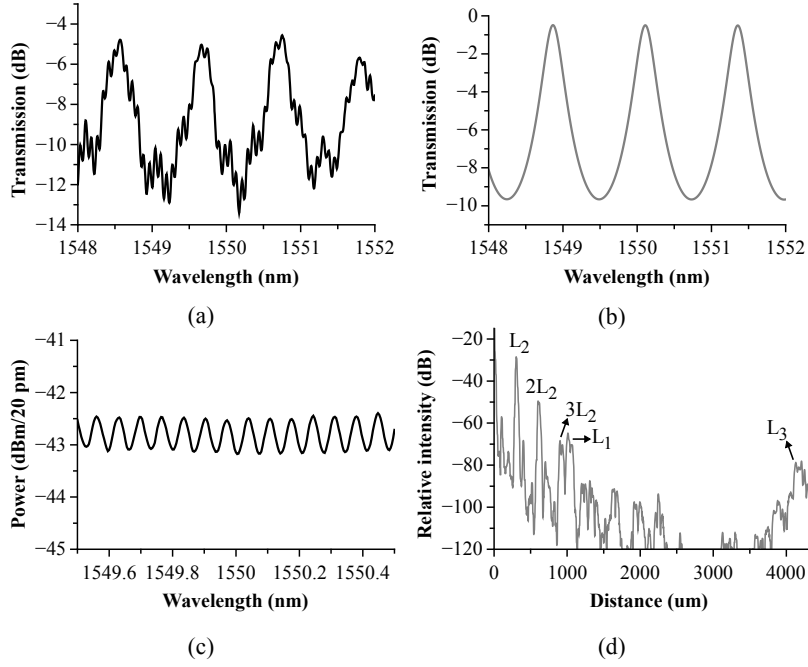 −4
−6
−8
−10
−12
−14
Transmission (dB)
1548 1549 1550 1551 1552
Wavelength (nm)
(a)
0
−2
−4
−6
−8
−10
Transmission (dB)
1548 1549 1550 1551 1552
Wavelength (nm)
(b)
−41
−42
−43
−44
−45
Power (dBm/20 pm)
1549.6 1549.8 1550 1550.2 1550.4
Wavelength (nm)
(c)
−20
−40
−60
−80
−100
−120
Relative intensity (dB)
L2
2L2
3L2
L1
L3
0 1000 2000 3000 4000
Distance (um)
(d)